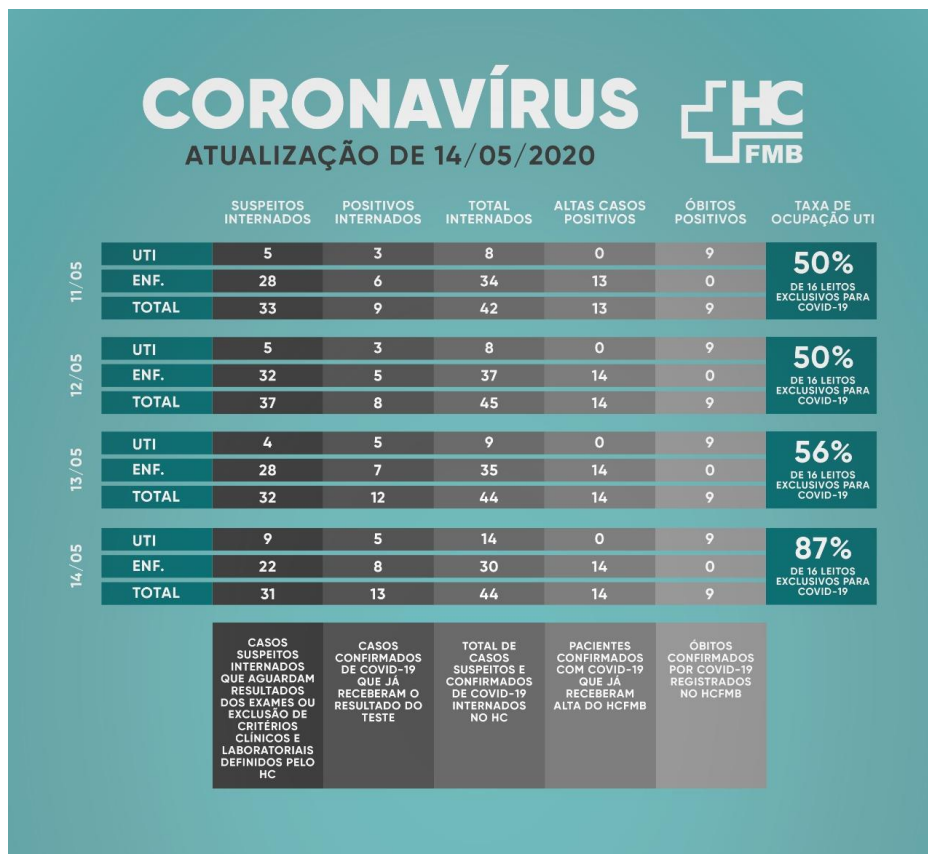 CORONAVÍRUS
ATUALIZAÇÃO DE 14/05/2020
HC
FMB
SUSPEITOS INTERNADOS POSITIVOS INTERNADOS TOTAL INTERNADOS ALTAS CASOS POSITIVOS ÓBITOS POSITIVOS TAXA DE OCUPAÇÃO UTI
11/05
UTI 5 3 8 0 9
ENF. 28 6 34 13 0
TOTAL 33 9 42 13 9
50%
DE 16 LEITOS
EXCLUSIVOS PARA
COVID-19
12/05
UTI 5 3 8 0 9
ENF. 32 5 37 14 0
TOTAL 37 8 45 14 9
50%
DE 16 LEITOS
EXCLUSIVOS PARA
COVID-19
13/05
UTI 4 5 9 0 9
ENF. 28 7 35 14 0
TOTAL 32 12 44 14 9
56%
DE 16 LEITOS
EXCLUSIVOS PARA
COVID-19
14/05
UTI 9 5 14 0 9
ENF. 22 8 30 14 0
TOTAL 31 13 44 14 9
87%
DE 16 LEITOS
EXCLUSIVOS PARA
COVID-19
CASOS
SUSPEITOS
INTERNADOS
QUE AGUARDAM
RESULTADOS
DOS EXAMES OU
EXCLUSÃO DE
CRITÉRIOS
CLÍNICOS E
LABORATORIAIS
DEFINIDOS PELO
HC
CASOS
CONFIRMADOS
DE COVID-19
QUE JÁ
RECEBERAM O
RESULTADO DO
TESTE
TOTAL DE
CASOS
SUSPEITOS E
CONFIRMADOS
DE COVID-19
INTERNADOS
NO HC
PACIENTES
CONFIRMADOS
COM COVID-19
QUE JÁ
RECEBERAM
ALTA DO HCFMB
ÓBITOS
CONFIRMADOS
POR COVID-19
REGISTRADOS
NO HCFMB